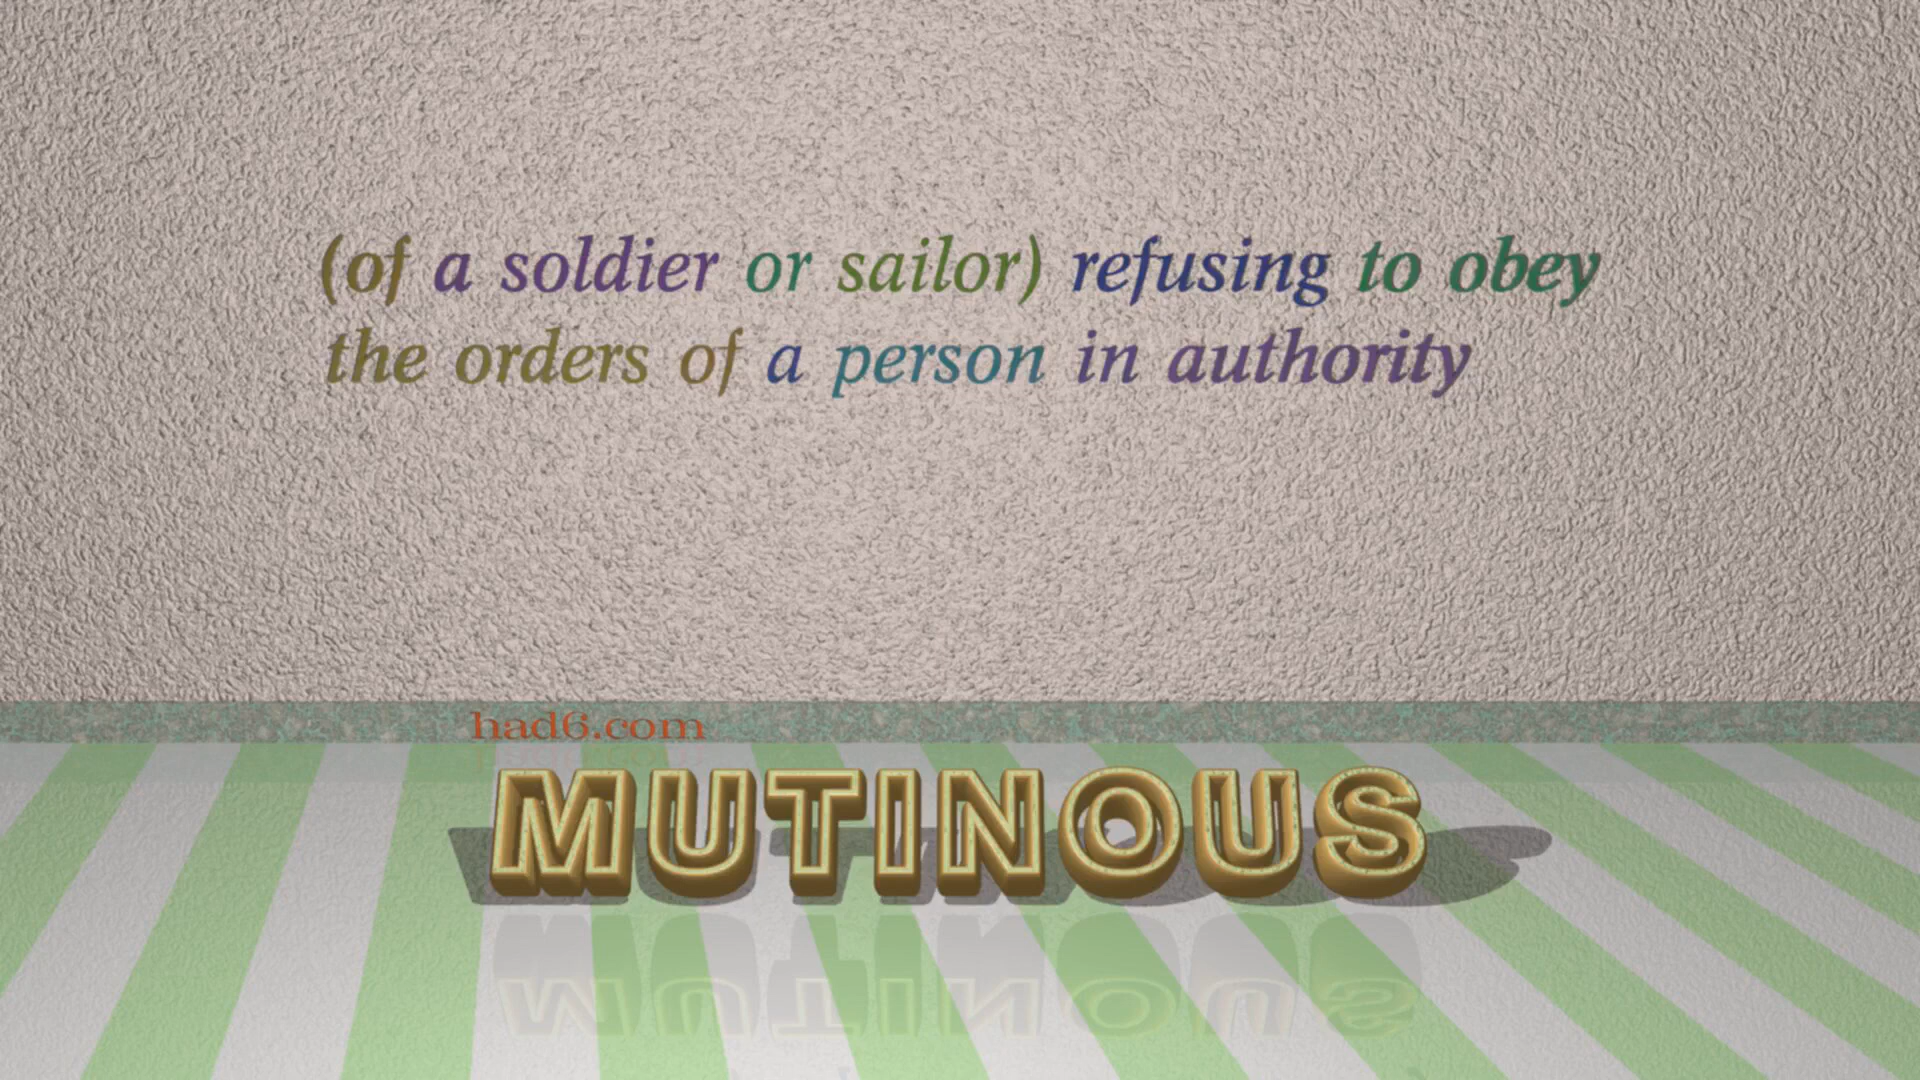 (of a soldier or sailor) refusing to obey
the orders of a person in authority
had6.com
MUTINOUS